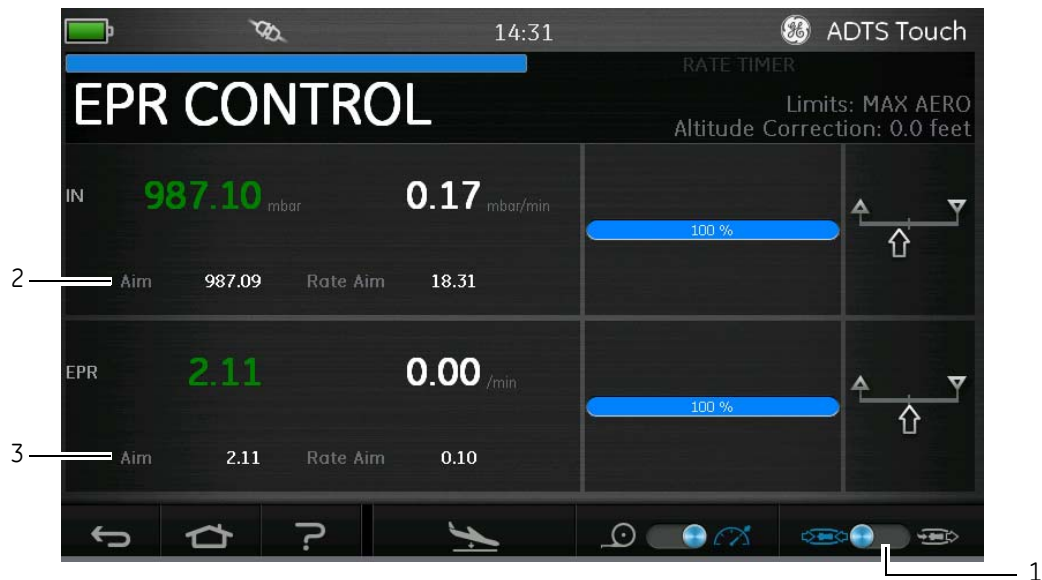 14:31
ADTS Touch
RATE TIMER
EPR CONTROL
Limits: MAX AERO
Altitude Correction: 0.0 feet
IN 987.10 mbar 0.17 mbar/min
100 %
2 Aim 987.09 Rate Aim 18.31
EPR 2.11 0.00 /min
100 %
3 Aim 2.11 Rate Aim 0.10
?
1